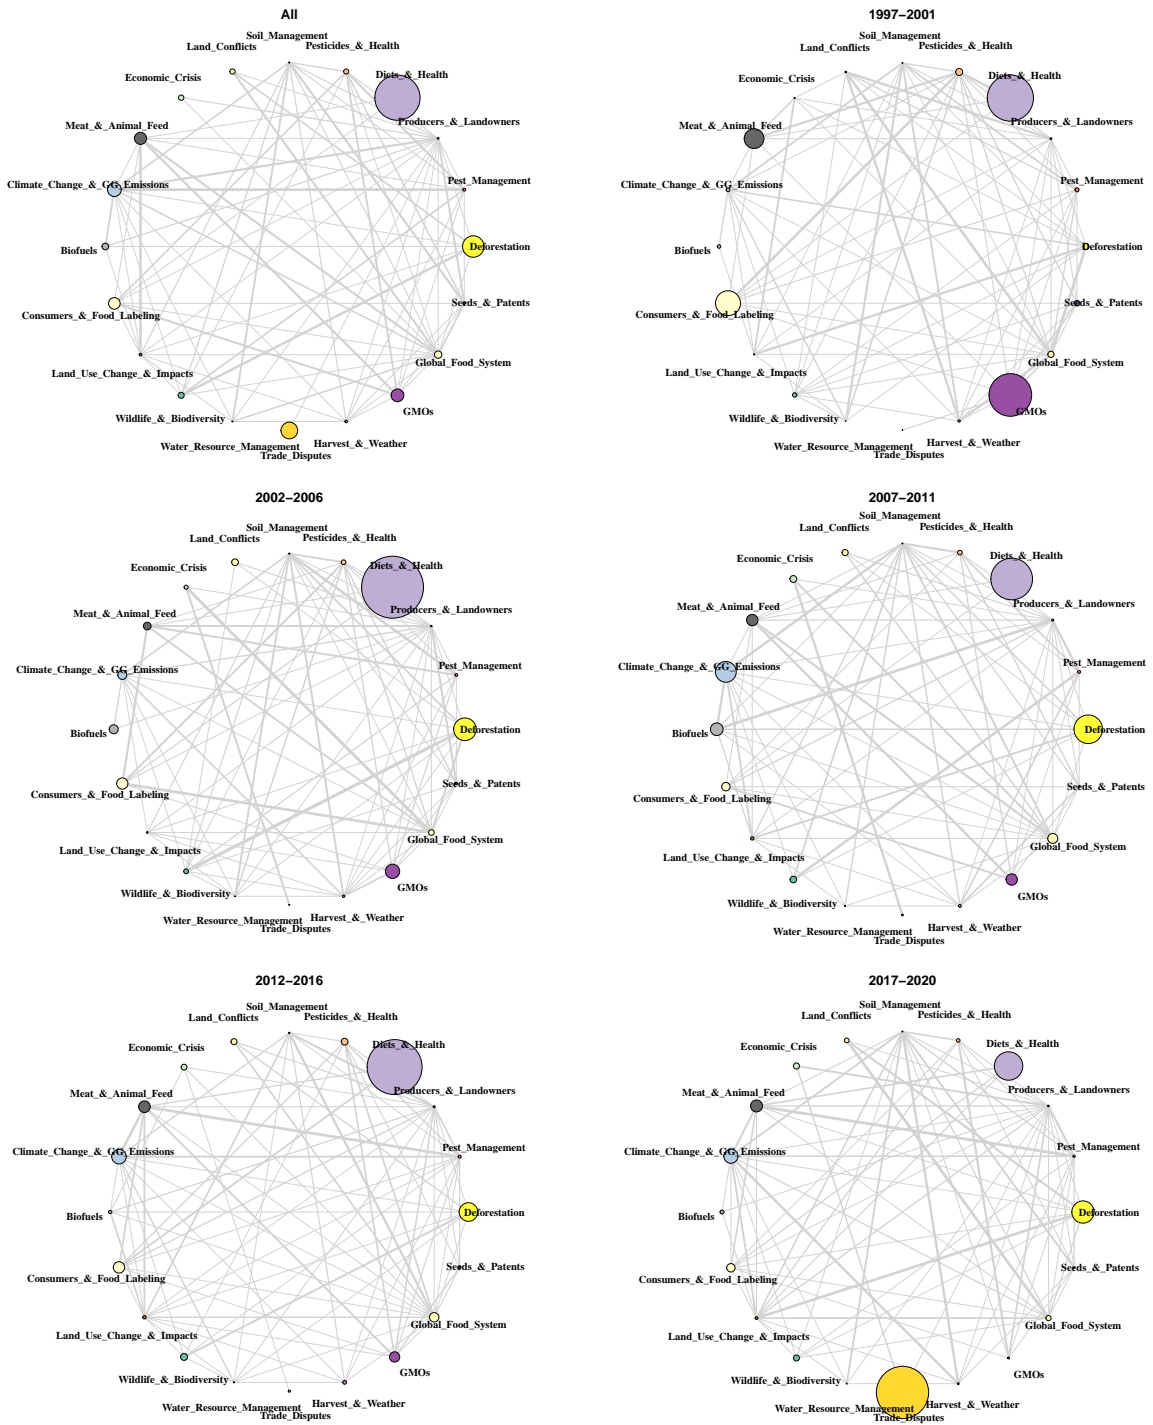 All
Soil_Management
Land_Conflicts
Pesticides_&_Health
Economic_Crisis
Diets_&_Health
Meat_&_Animal_Feed
Producers_&_Landowners
Climate_Change_&_GG_Emissions
Pest_Management
Biofuels
Deforestation
Consumers_&_Food_Labeling
Seeds_&_Patents
Land_Use_Change_&_Impacts
Global_Food_System
Wildlife_&_Biodiversity
GMOs
Water_Resource_Management
Harvest_&_Weather
Trade_Disputes
1997–2001
Soil_Management
Land_Conflicts
Pesticides_&_Health
Economic_Crisis
Diets_&_Health
Meat_&_Animal_Feed
Producers_&_Landowners
Climate_Change_&_GG_Emissions
Pest_Management
Biofuels
Deforestation
Consumers_&_Food_Labeling
Seeds_&_Patents
Land_Use_Change_&_Impacts
Global_Food_System
Wildlife_&_Biodiversity
GMOs
Water_Resource_Management
Harvest_&_Weather
Trade_Disputes
2002–2006
Soil_Management
Land_Conflicts
Pesticides_&_Health
Economic_Crisis
Diets_&_Health
Meat_&_Animal_Feed
Producers_&_Landowners
Climate_Change_&_GG_Emissions
Pest_Management
Biofuels
Deforestation
Consumers_&_Food_Labeling
Seeds_&_Patents
Land_Use_Change_&_Impacts
Global_Food_System
Wildlife_&_Biodiversity
GMOs
Water_Resource_Management
Harvest_&_Weather
Trade_Disputes
2007–2011
Soil_Management
Land_Conflicts
Pesticides_&_Health
Economic_Crisis
Diets_&_Health
Meat_&_Animal_Feed
Producers_&_Landowners
Climate_Change_&_GG_Emissions
Pest_Management
Biofuels
Deforestation
Consumers_&_Food_Labeling
Seeds_&_Patents
Land_Use_Change_&_Impacts
Global_Food_System
Wildlife_&_Biodiversity
GMOs
Water_Resource_Management
Harvest_&_Weather
Trade_Disputes
2012–2016
Soil_Management
Land_Conflicts
Pesticides_&_Health
Economic_Crisis
Diets_&_Health
Meat_&_Animal_Feed
Producers_&_Landowners
Climate_Change_&_GG_Emissions
Pest_Management
Biofuels
Deforestation
Consumers_&_Food_Labeling
Seeds_&_Patents
Land_Use_Change_&_Impacts
Global_Food_System
Wildlife_&_Biodiversity
GMOs
Water_Resource_Management
Harvest_&_Weather
Trade_Disputes
2017–2020
Soil_Management
Land_Conflicts
Pesticides_&_Health
Economic_Crisis
Diets_&_Health
Meat_&_Animal_Feed
Producers_&_Landowners
Climate_Change_&_GG_Emissions
Pest_Management
Biofuels
Deforestation
Consumers_&_Food_Labeling
Seeds_&_Patents
Land_Use_Change_&_Impacts
Global_Food_System
Wildlife_&_Biodiversity
GMOs
Water_Resource_Management
Harvest_&_Weather
Trade_Disputes